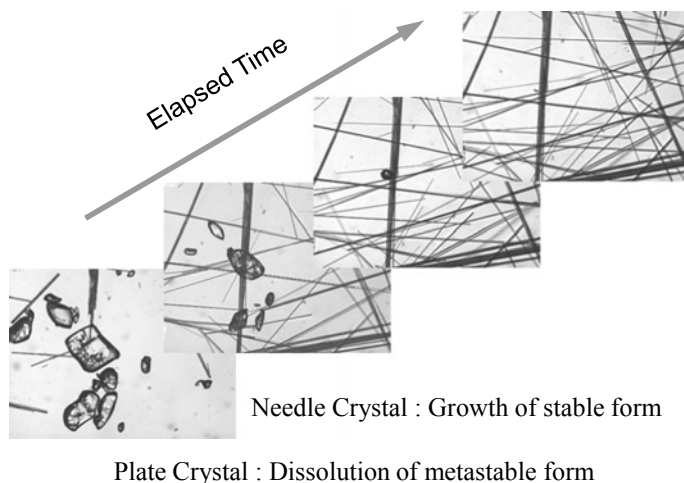 Elapsed Time
Needle Crystal : Growth of stable form
Plate Crystal : Dissolution of metastable form